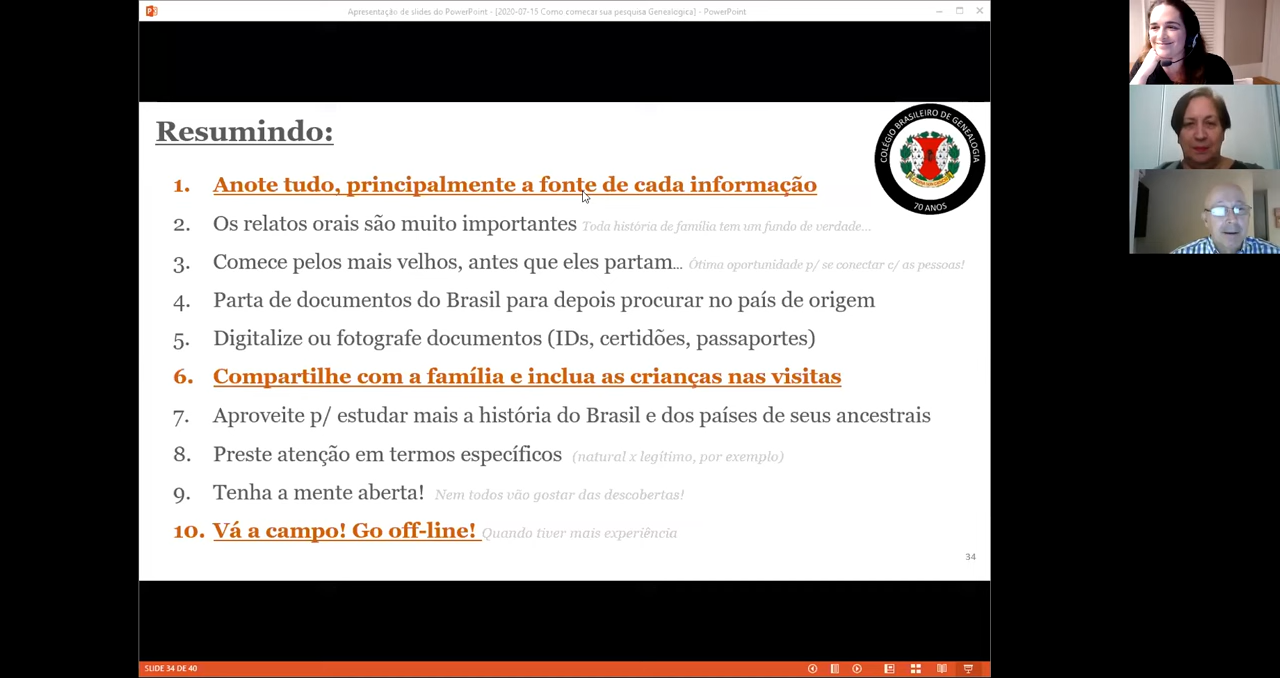 Apresentação de slides do PowerPoint - [2020-07-15 Como começar sua pesquisa Genealógica] - PowerPoint
Resumindo:
COLÉGIO BRASILEIRO DE GENEALOGIA
70 ANOS
1. Anote tudo, principalmente a fonte de cada informação
2. Os relatos orais são muito importantes Toda história de família tem um fundo de verdade...
3. Comece pelos mais velhos, antes que eles partam... Ótima oportunidade p/ se conectar c/ as pessoas!
4. Parta de documentos do Brasil para depois procurar no país de origem
5. Digitalize ou fotografe documentos (IDs, certidões, passaportes)
6. Compartilhe com a família e inclua as crianças nas visitas
7. Aproveite p/ estudar mais a história do Brasil e dos países de seus ancestrais
8. Preste atenção em termos específicos (natural x legítimo, por exemplo)
9. Tenha a mente aberta! Nem todos vão gostar das descobertas!
10. Vá a campo! Go off-line! Quando tiver mais experiência
34
SLIDE 34 DE 40